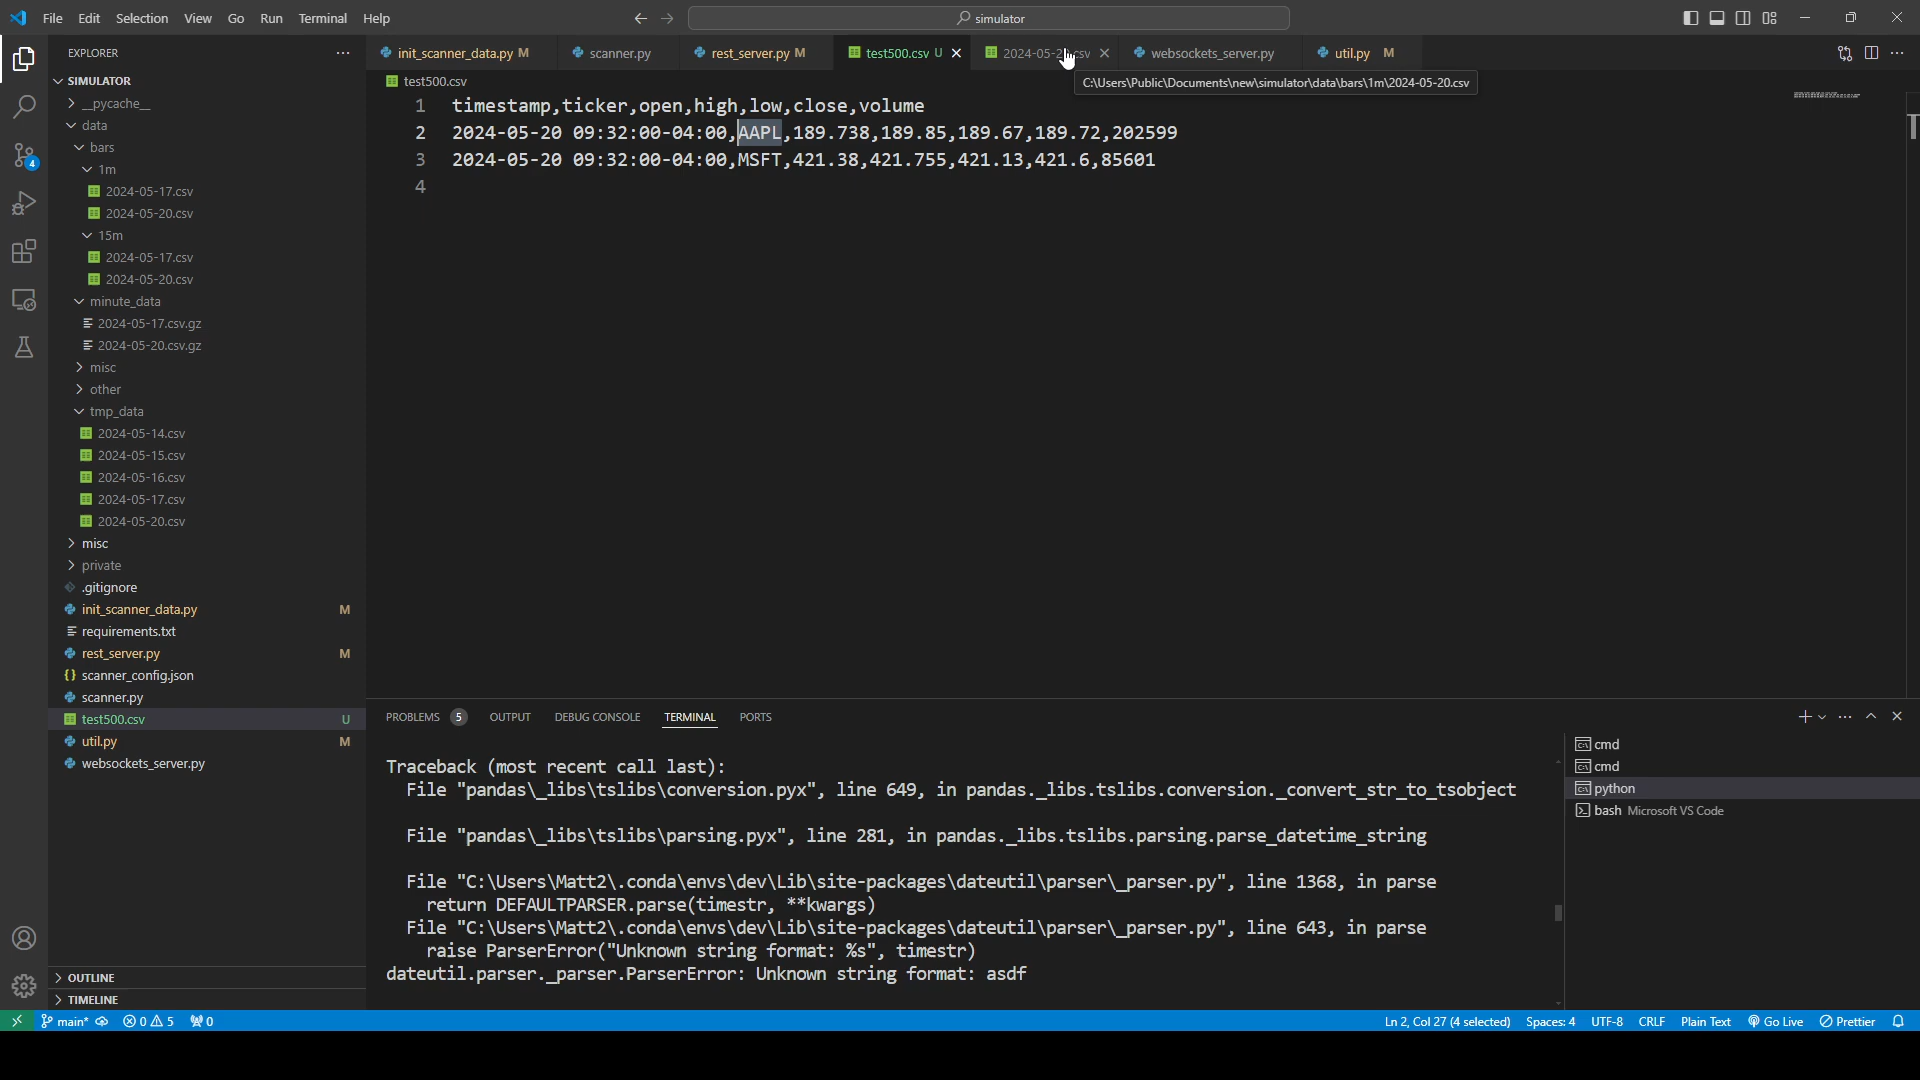 File Edit Selection View Go Run Terminal Help
simulator
EXPLORER
SIMULATOR
__pycache__
data
bars
1m
2024-05-17.csv
2024-05-20.csv
15m
2024-05-17.csv
2024-05-20.csv
minute_data
2024-05-17.csv.gz
2024-05-20.csv.gz
misc
other
tmp_data
2024-05-14.csv
2024-05-15.csv
2024-05-16.csv
2024-05-17.csv
2024-05-20.csv
misc
private
.gitignore
init_scanner_data.py M
requirements.txt
rest_server.py M
scanner_config.json
scanner.py
test500.csv U
util.py M
websockets_server.py
OUTLINE
TIMELINE
init_scanner_data.py M scanner.py rest_server.py M test500.csv U websockets_server.py util.py M
test500.csv
C:\Users\Public\Documents\new\simulator\data\bars\1m\2024-05-20.csv
1 timestamp,ticker,open,high,low,close,volume
2 2024-05-20 09:32:00-04:00,AAPL,189.738,189.85,189.67,189.72,202599
3 2024-05-20 09:32:00-04:00,MSFT,421.38,421.755,421.13,421.6,85601
4
PROBLEMS 5 OUTPUT DEBUG CONSOLE TERMINAL PORTS
Traceback (most recent call last):
File "pandas\_libs\tslibs\conversion.pyx", line 649, in pandas._libs.tslibs.conversion._convert_str_to_tsobject
File "pandas\_libs\tslibs\parsing.pyx", line 281, in pandas._libs.tslibs.parsing.parse_datetime_string
File "C:\Users\Matt2\.conda\envs\dev\Lib\site-packages\dateutil\parser\_parser.py", line 1368, in parse
return DEFAULTPARSER.parse(timestr, **kwargs)
File "C:\Users\Matt2\.conda\envs\dev\Lib\site-packages\dateutil\parser\_parser.py", line 643, in parse
raise ParserError("Unknown string format: %s", timestr)
dateutil.parser._parser.ParserError: Unknown string format: asdf
cmd
cmd
python
bash Microsoft VS Code
4
main* 0 5 0 Ln 2, Col 27 (4 selected) Spaces: 4 UTF-8 CRLF Plain Text Go Live Prettier